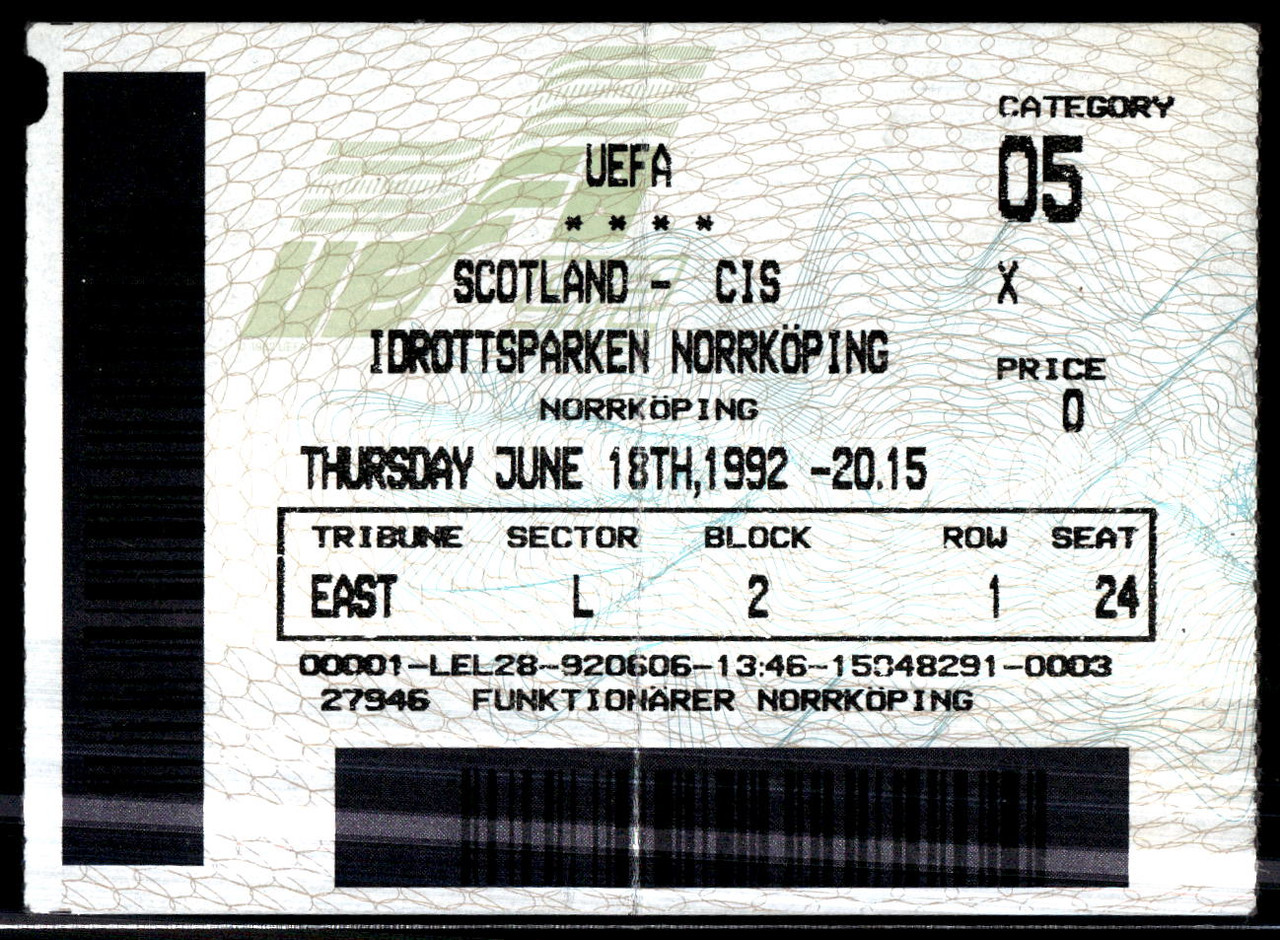 CATEGORY
05
UEFA
* * * *
SCOTLAND - CIS
X
IDROTTSPARKEN NORRKÖPING
PRICE
0
NORRKÖPING
THURSDAY JUNE 18TH,1992 -20.15
TRIBUNE SECTOR BLOCK ROW SEAT
EAST L 2 1 24
00001-LEL28-920606-13:46-15048291-0003
27946 FUNKTIONÄRER NORRKÖPING